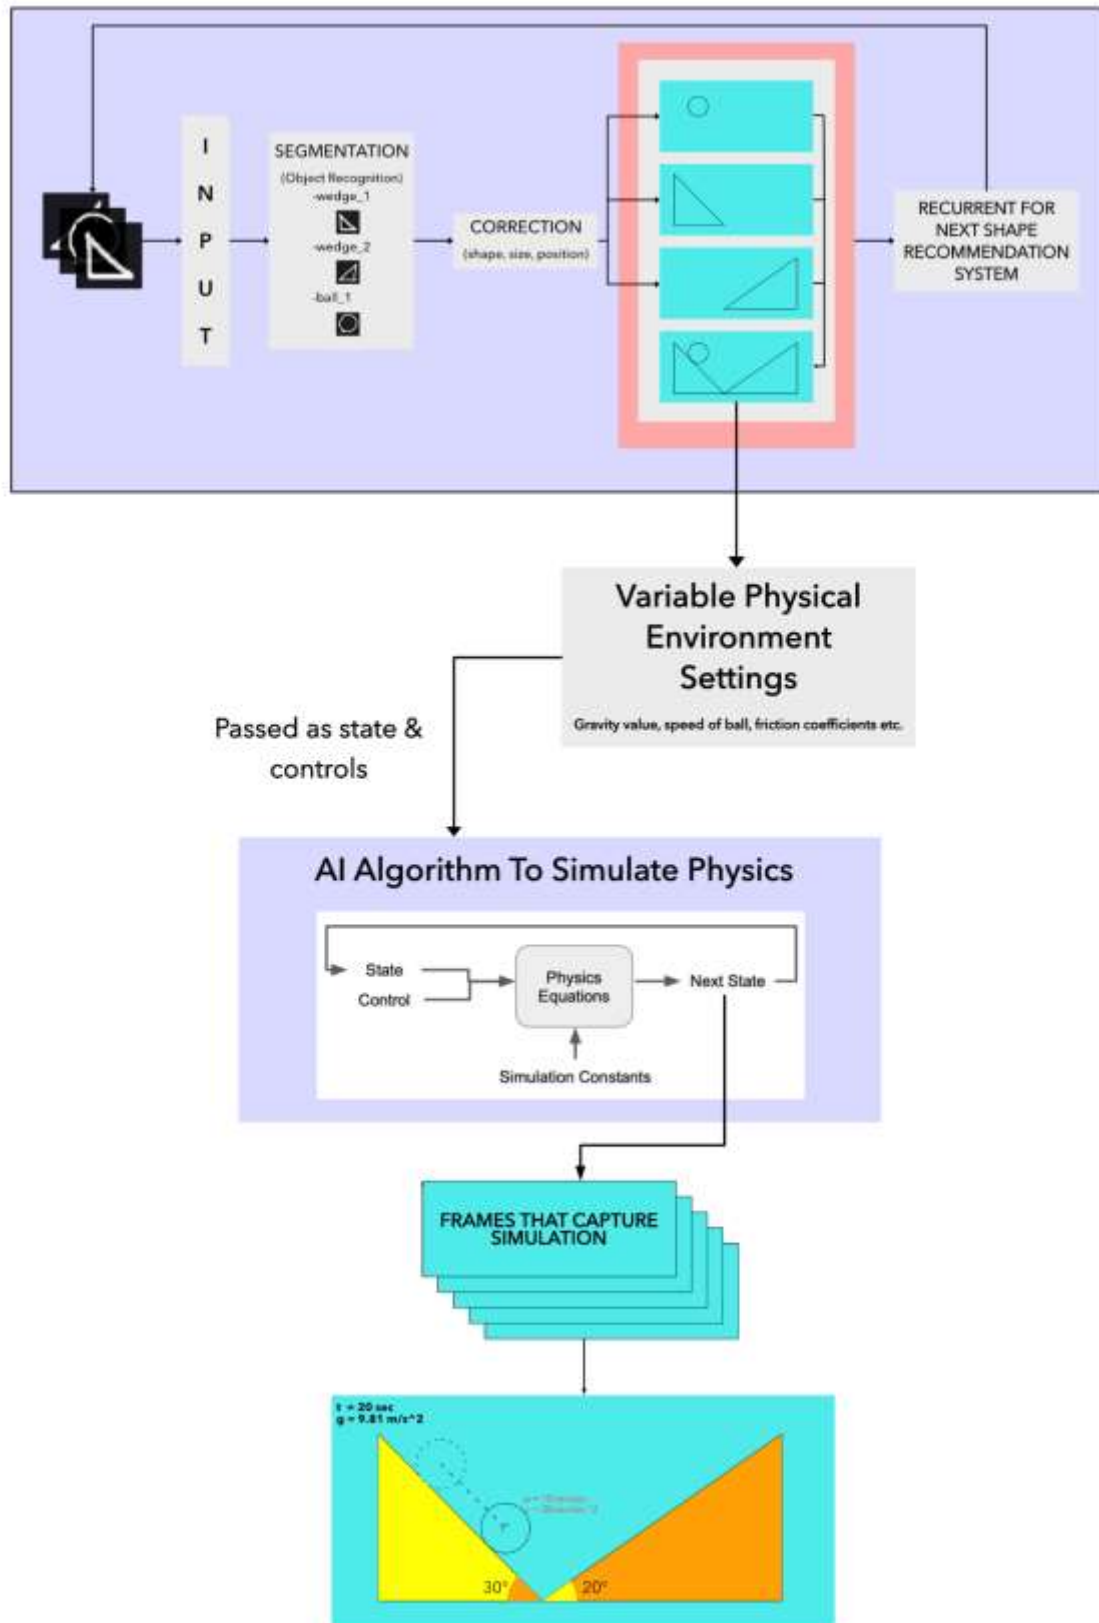 I
N
P
U
T
SEGMENTATION
(Object Recognition)
-wedge_1
-wedge_2
-ball_1
CORRECTION
(shape, size, position)
RECURRENT FOR
NEXT SHAPE
RECOMMENDATION
SYSTEM
Variable Physical
Environment
Settings
Gravity value, speed of ball, friction coefficients etc.
Passed as state &
controls
AI Algorithm To Simulate Physics
State
Control
Physics
Equations
Next State
Simulation Constants
FRAMES THAT CAPTURE
SIMULATION
t = 20 sec
g = 9.81 m/s^2
30°
20°